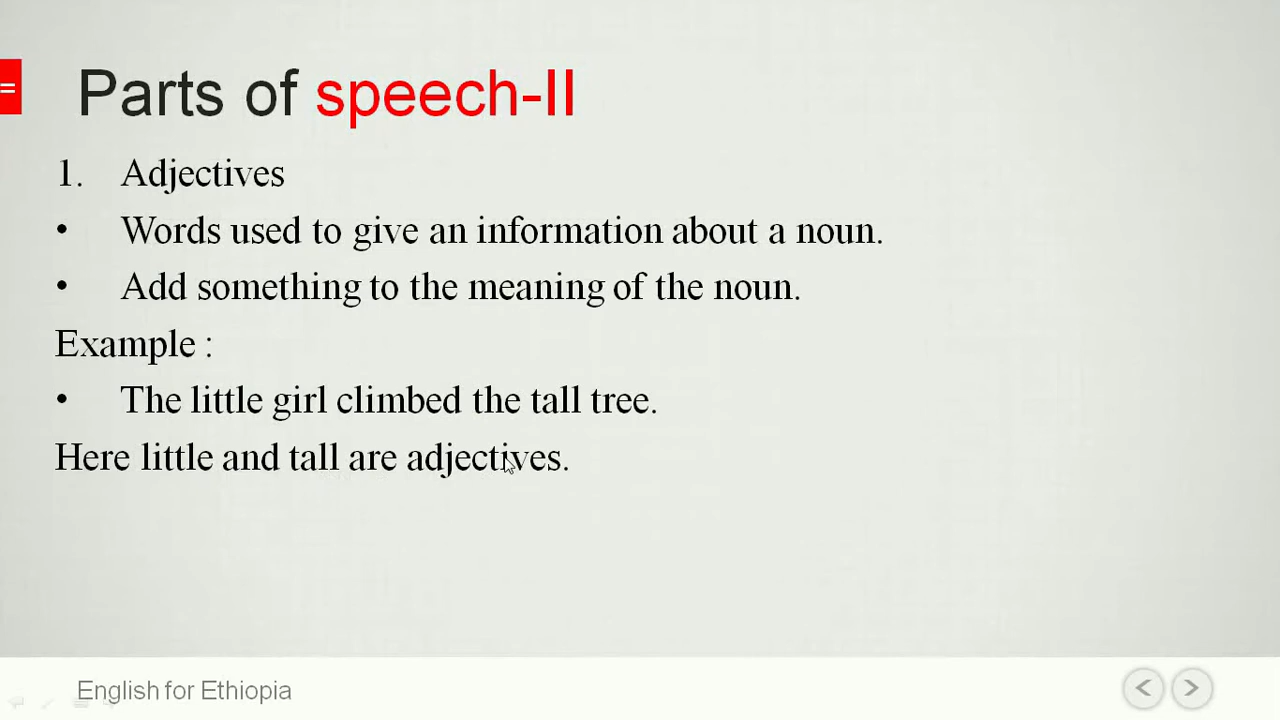 =
Parts of speech-II
1. Adjectives
• Words used to give an information about a noun.
• Add something to the meaning of the noun.
Example :
• The little girl climbed the tall tree.
Here little and tall are adjectives.
English for Ethiopia
< >